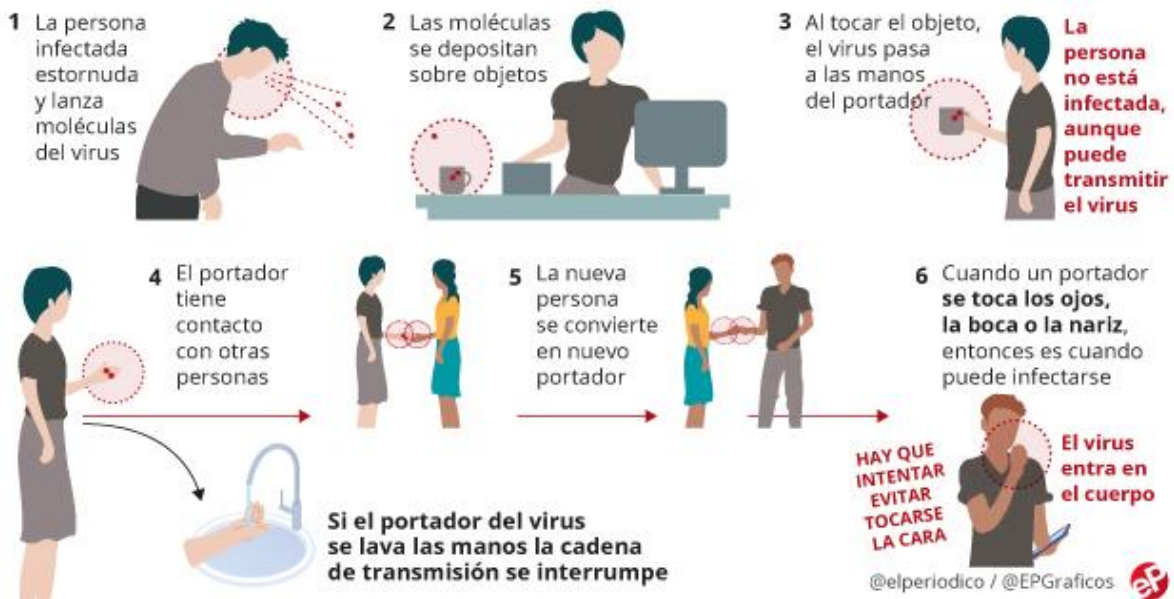 1 La persona
infectada
estornuda
y lanza
moléculas
del virus
2 Las moléculas
se depositan
sobre objetos
3 Al tocar el objeto,
el virus pasa
a las manos
del portador
La
persona
no está
infectada,
aunque
puede
transmitir
el virus
4 El portador
tiene
contacto
con otras
personas
5 La nueva
persona
se convierte
en nuevo
portador
6 Cuando un portador
se toca los ojos,
la boca o la nariz,
entonces es cuando
puede infectarse
HAY QUE
INTENTAR
EVITAR
TOCARSE
LA CARA
El virus
entra en
el cuerpo
Si el portador del virus
se lava las manos la cadena
de transmisión se interrumpe
@elperiodico / @EPGraficos
eP